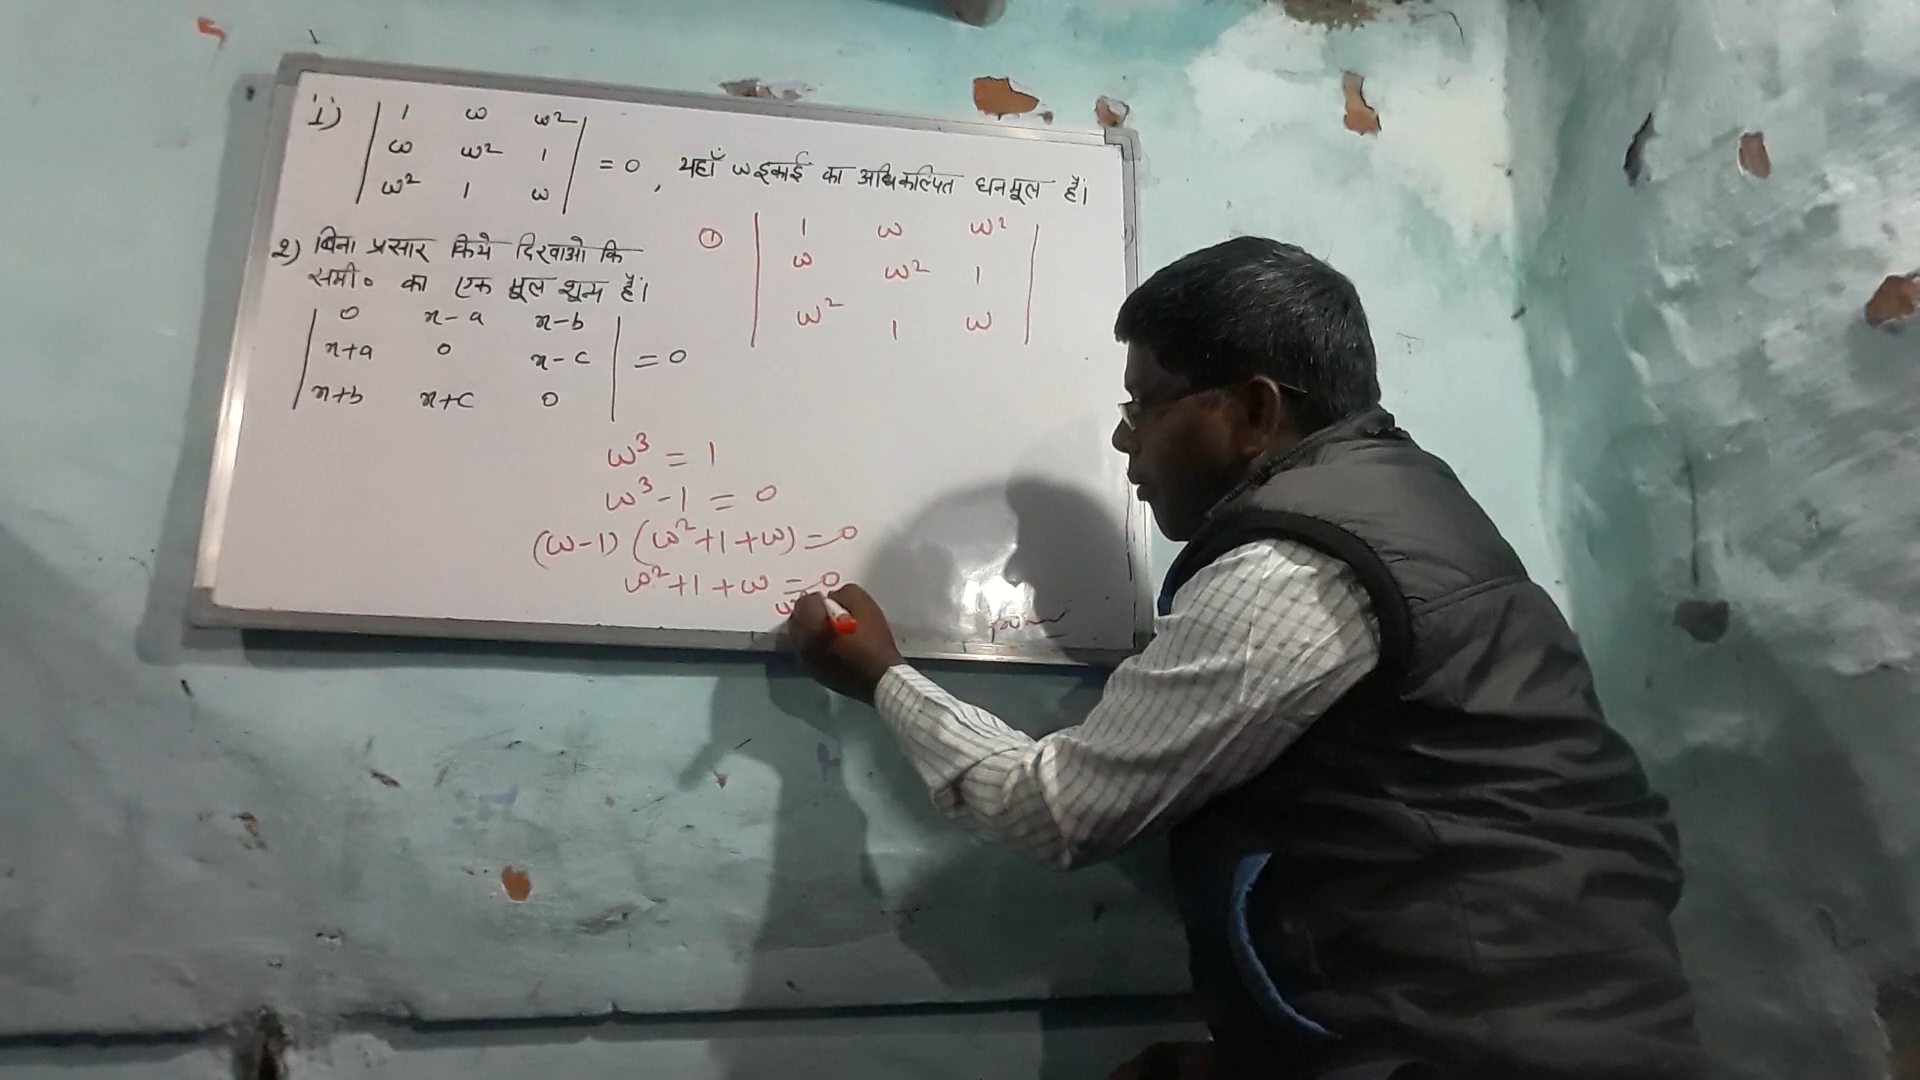 1) | 1 ω ω² |
| ω ω² 1 | = 0, यहाँ ω इकाई का अधिकल्पित घनमूल है।
| ω² 1 ω |
2) बिना प्रसार किये दिखाओ कि
समी० का एक मूल शून्य है।
| 0 x-a x-b |
| x+a 0 x-c | = 0
| x+b x+c 0 |
① | 1 ω ω² |
| ω ω² 1 |
| ω² 1 ω |
ω³ = 1
ω³ - 1 = 0
(ω-1) (ω²+1+ω) = 0
ω²+1+ω = 0